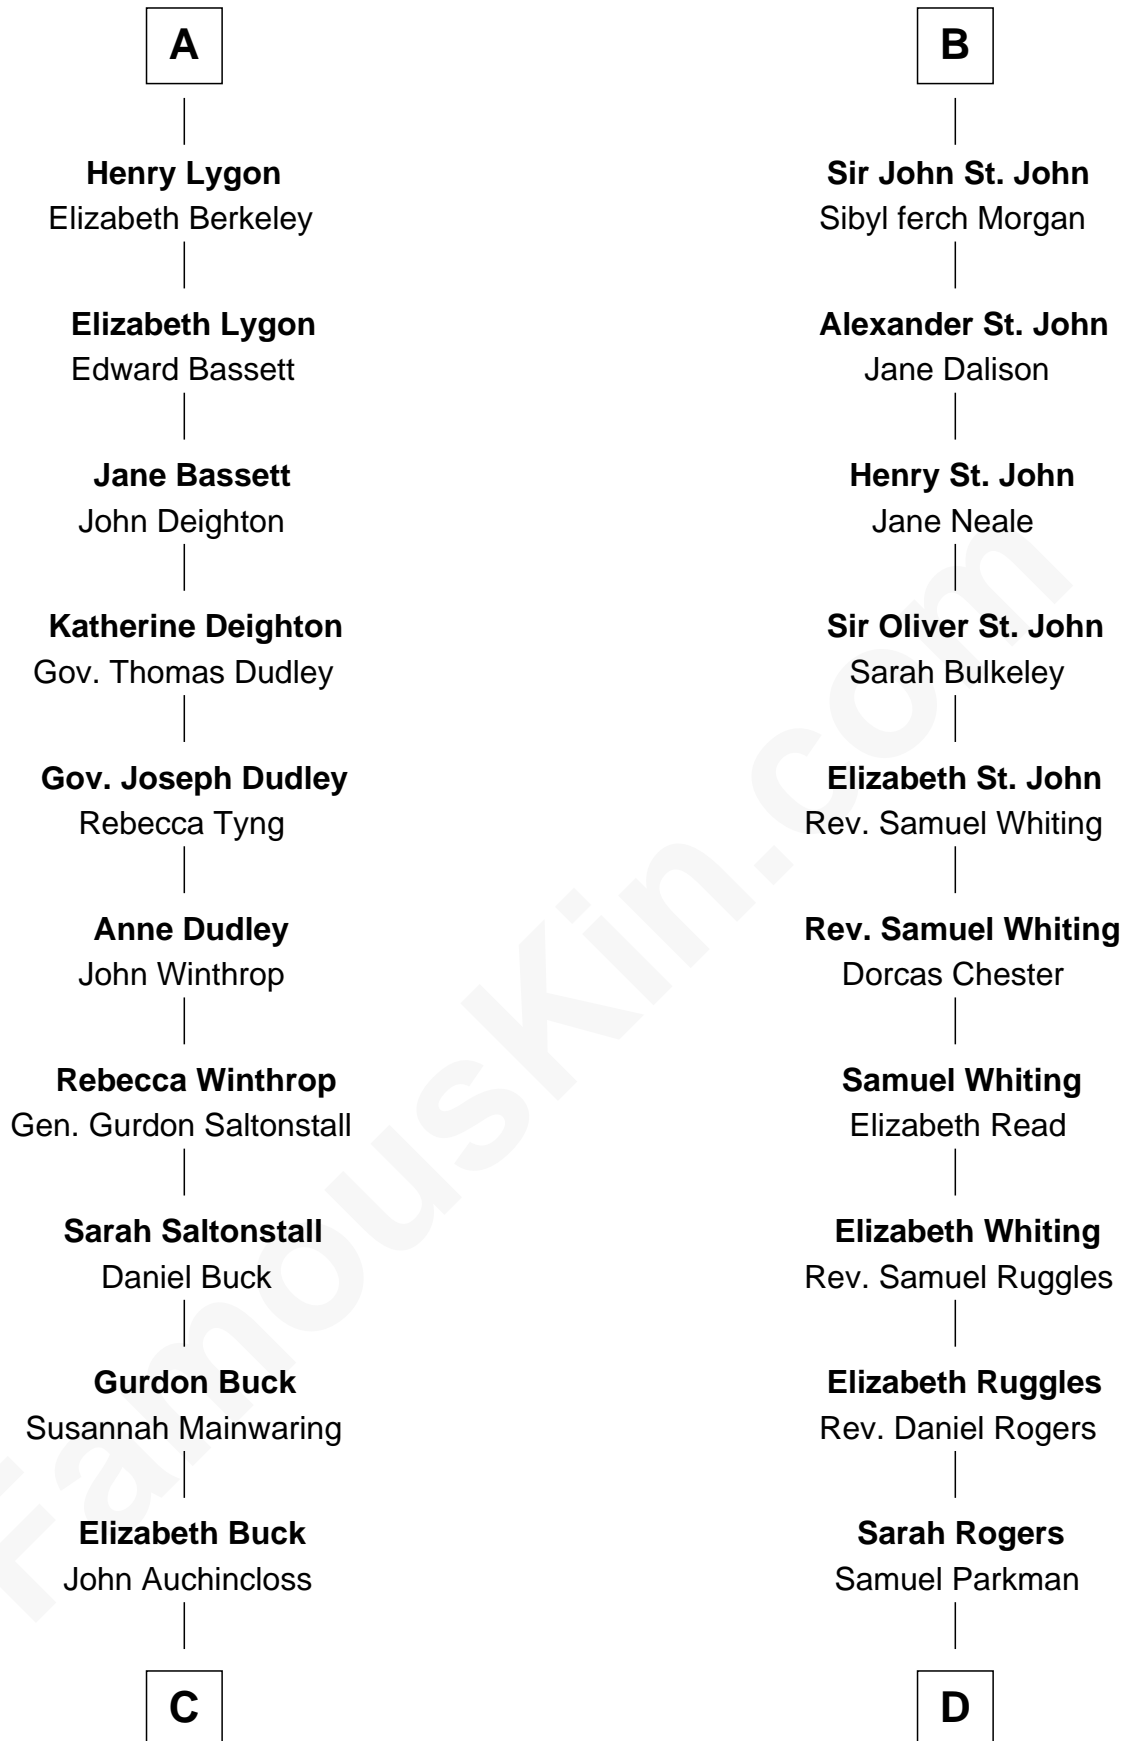 A
Henry Lygon
Elizabeth Berkeley
Elizabeth Lygon
Edward Bassett
Jane Bassett
John Deighton
Katherine Deighton
Gov. Thomas Dudley
Gov. Joseph Dudley
Rebecca Tyng
Anne Dudley
John Winthrop
Rebecca Winthrop
Gen. Gurdon Saltonstall
Sarah Saltonstall
Daniel Buck
Gurdon Buck
Susannah Mainwaring
Elizabeth Buck
John Auchincloss
C
B
Sir John St. John
Sibyl ferch Morgan
Alexander St. John
Jane Dalison
Henry St. John
Jane Neale
Sir Oliver St. John
Sarah Bulkeley
Elizabeth St. John
Rev. Samuel Whiting
Rev. Samuel Whiting
Dorcas Chester
Samuel Whiting
Elizabeth Read
Elizabeth Whiting
Rev. Samuel Ruggles
Elizabeth Ruggles
Rev. Daniel Rogers
Sarah Rogers
Samuel Parkman
D
FamousKin.com